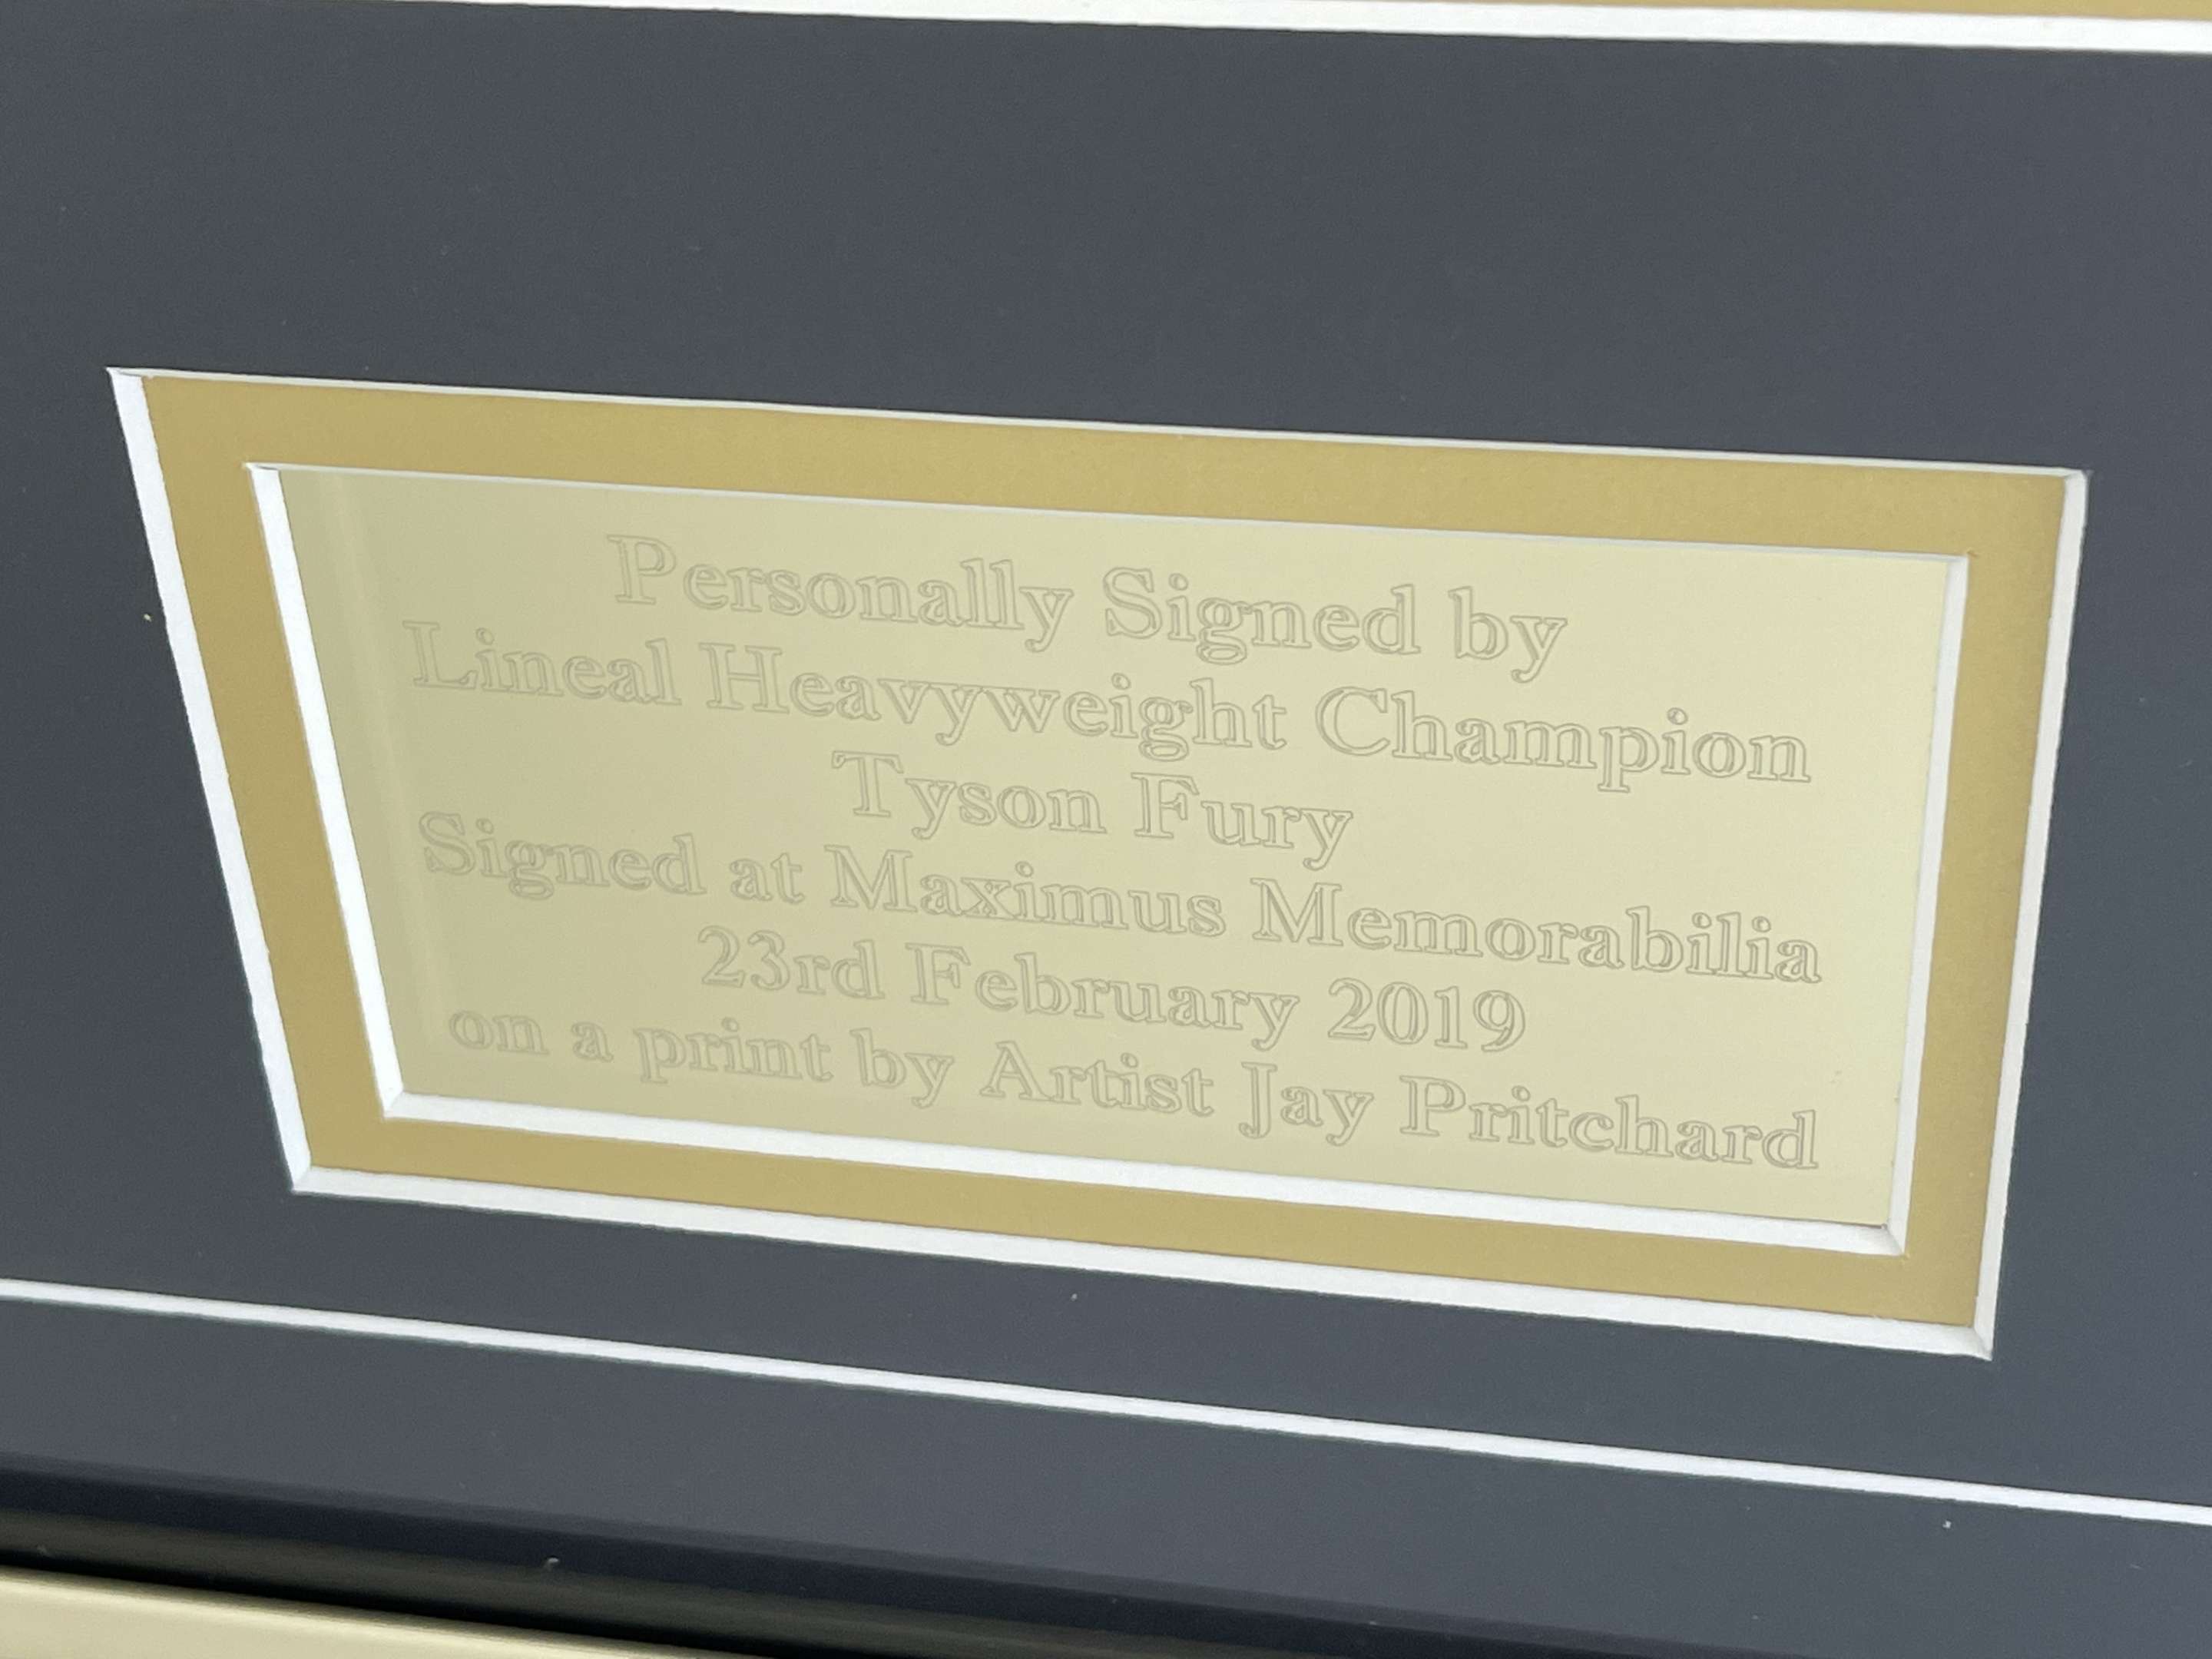 Personally Signed by
Lineal Heavyweight Champion
Tyson Fury
Signed at Maximus Memorabilia
23rd February 2019
on a print by Artist Jay Pritchard